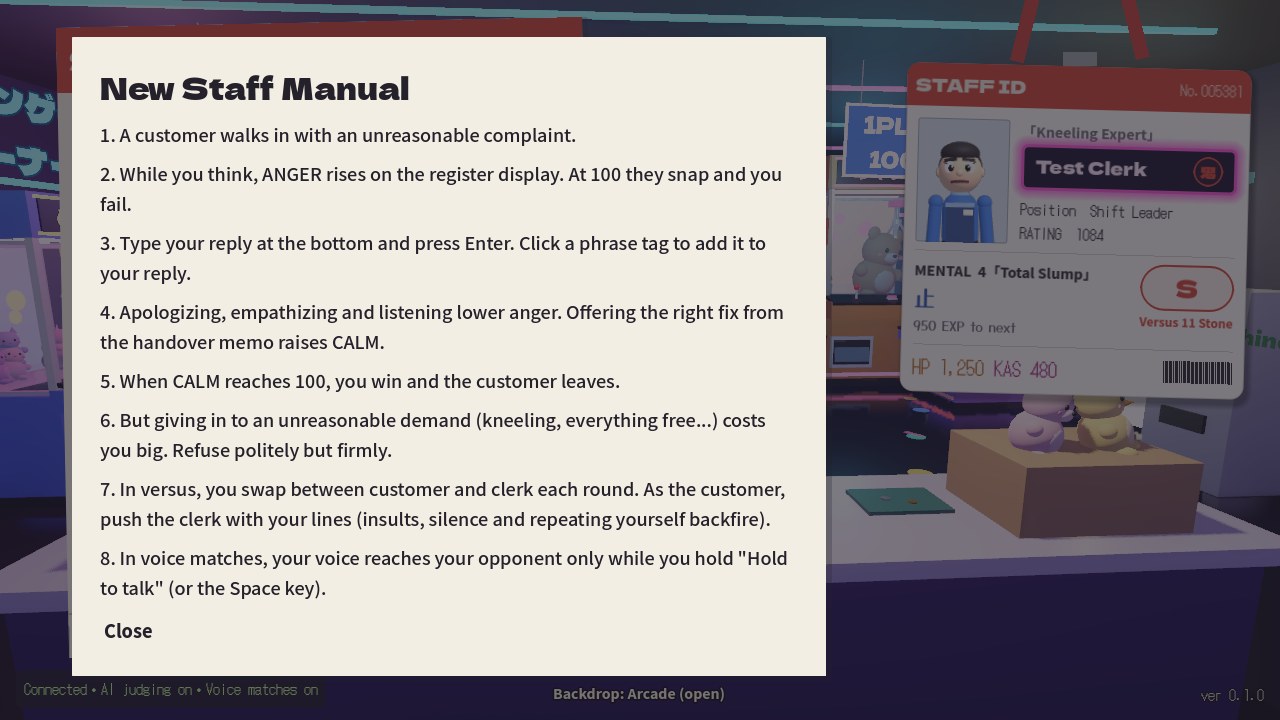 New Staff Manual
1. A customer walks in with an unreasonable complaint.
2. While you think, ANGER rises on the register display. At 100 they snap and you
fail.
3. Type your reply at the bottom and press Enter. Click a phrase tag to add it to
your reply.
4. Apologizing, empathizing and listening lower anger. Offering the right fix from
the handover memo raises CALM.
5. When CALM reaches 100, you win and the customer leaves.
6. But giving in to an unreasonable demand (kneeling, everything free...) costs
you big. Refuse politely but firmly.
7. In versus, you swap between customer and clerk each round. As the customer,
push the clerk with your lines (insults, silence and repeating yourself backfire).
8. In voice matches, your voice reaches your opponent only while you hold "Hold
to talk" (or the Space key).
Close
STAFF ID
No.005381
「Kneeling Expert」
Test Clerk
Position Shift Leader
RATING 1084
MENTAL 4「Total Slump」
止
950 EXP to next
S
Versus 11 Stone
HP 1,250 KAS 480
ング
ーナー
1PL
100
Connected・AI judging on・Voice matches on
Backdrop: Arcade (open)
ver 0.1.0